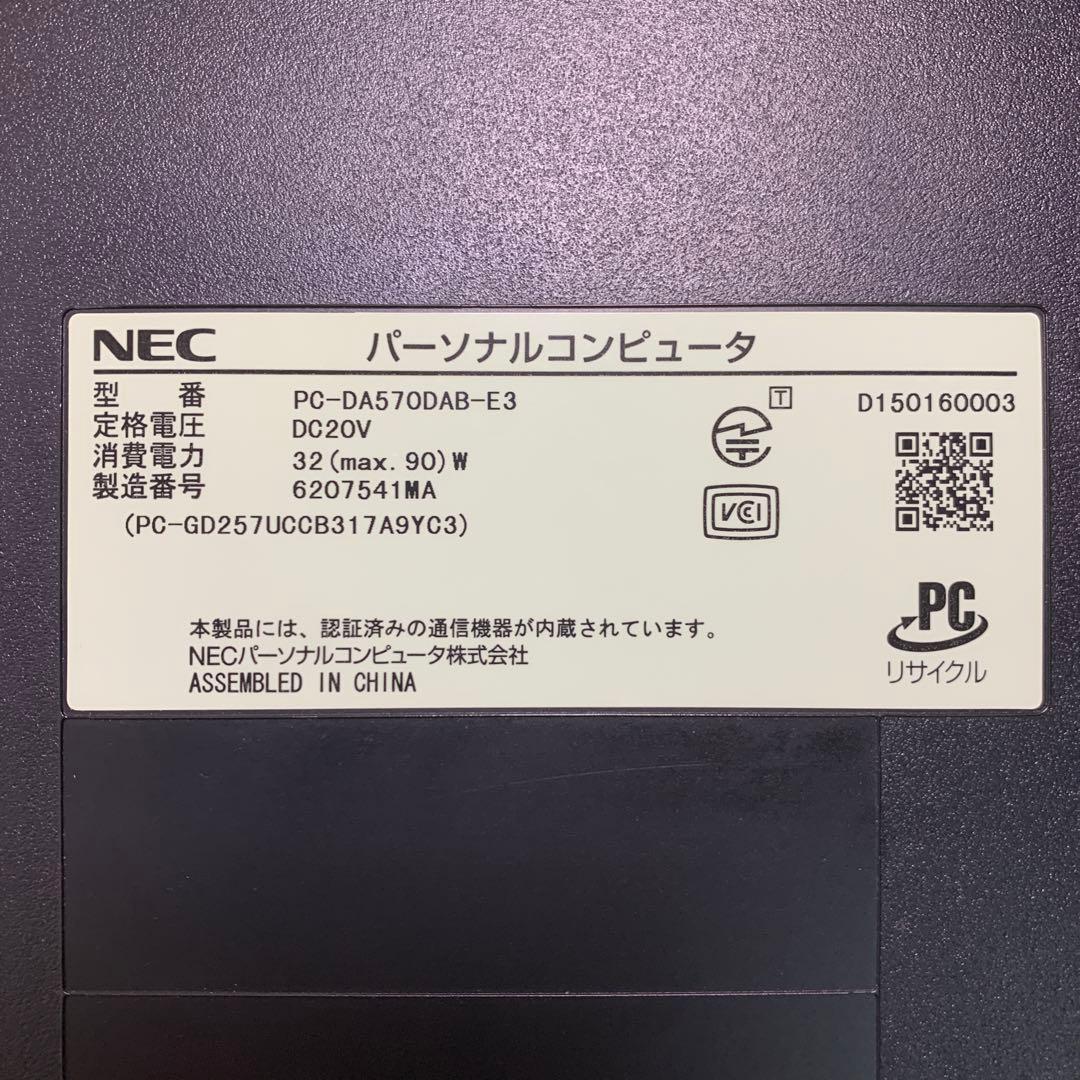 NEC パーソナルコンピュータ
型 番 PC-DA570DAB-E3
定格電圧 DC20V
消費電力 32(max.90)W
製造番号 6207541MA
(PC-GD257UCCB317A9YC3)
T
D150160003
VCCI
本製品には、認証済みの通信機器が内蔵されています。
NECパーソナルコンピュータ株式会社
ASSEMBLED IN CHINA
PC
リサイクル